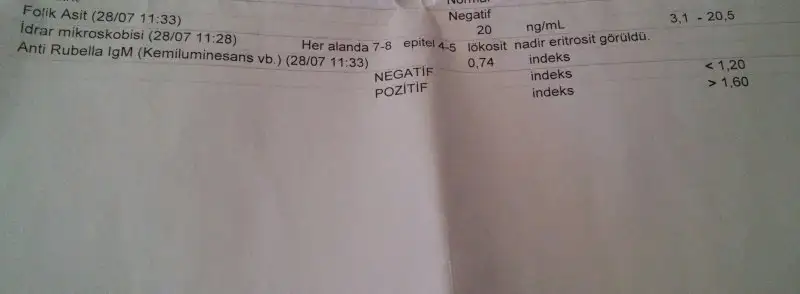 Negatif
Folik Asit (28/07 11:33) 20 ng/mL 3,1 - 20,5
İdrar mikroskobisi (28/07 11:28) Her alanda 7-8 epitel 4-5 lökosit nadir eritrosit görüldü.
Anti Rubella IgM (Kemiluminesans vb.) (28/07 11:33) 0,74 indeks
NEGATİF indeks < 1,20
POZİTİF indeks > 1,60